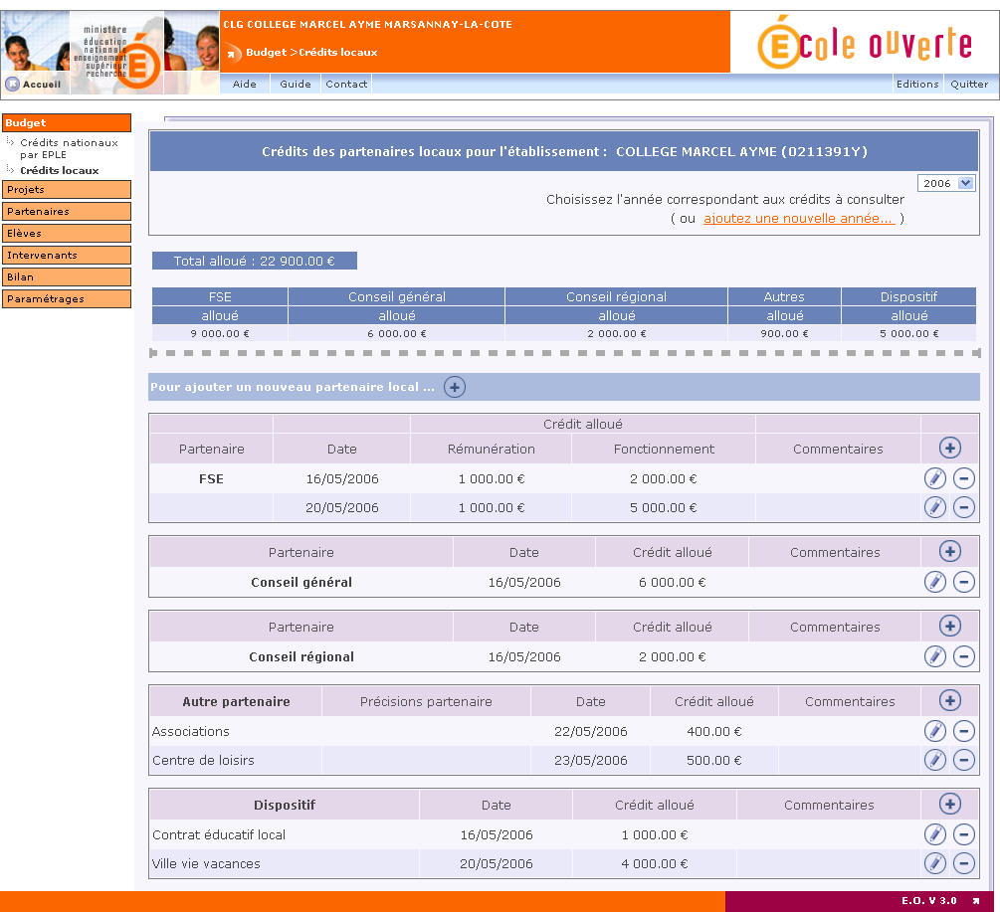 ministère
éducation
nationale
enseignement
supérieur
recherche
Accueil
CLG COLLEGE MARCEL AYME MARSANNAY-LA-COTE
Budget >Crédits locaux
École ouverte
Aide Guide Contact Editions Quitter
Budget
Crédits nationaux
par EPLE
Crédits locaux
Projets
Partenaires
Elèves
Intervenants
Bilan
Paramétrages
Crédits des partenaires locaux pour l'établissement : COLLEGE MARCEL AYME (0211391Y)
2006
Choisissez l'année correspondant aux crédits à consulter
( ou ajoutez une nouvelle année... )
Total alloué : 22 900.00 €
FSE Conseil général Conseil régional Autres Dispositif
alloué alloué alloué alloué alloué
9 000.00 € 6 000.00 € 2 000.00 € 900.00 € 5 000.00 €
Pour ajouter un nouveau partenaire local ...
Crédit alloué
Partenaire Date Rémunération Fonctionnement Commentaires
FSE 16/05/2006 1 000.00 € 2 000.00 €
20/05/2006 1 000.00 € 5 000.00 €
Partenaire Date Crédit alloué Commentaires
Conseil général 16/05/2006 6 000.00 €
Partenaire Date Crédit alloué Commentaires
Conseil régional 16/05/2006 2 000.00 €
Autre partenaire Précisions partenaire Date Crédit alloué Commentaires
Associations 22/05/2006 400.00 €
Centre de loisirs 23/05/2006 500.00 €
Dispositif Date Crédit alloué Commentaires
Contrat éducatif local 16/05/2006 1 000.00 €
Ville vie vacances 20/05/2006 4 000.00 €
E.O. V 3.0